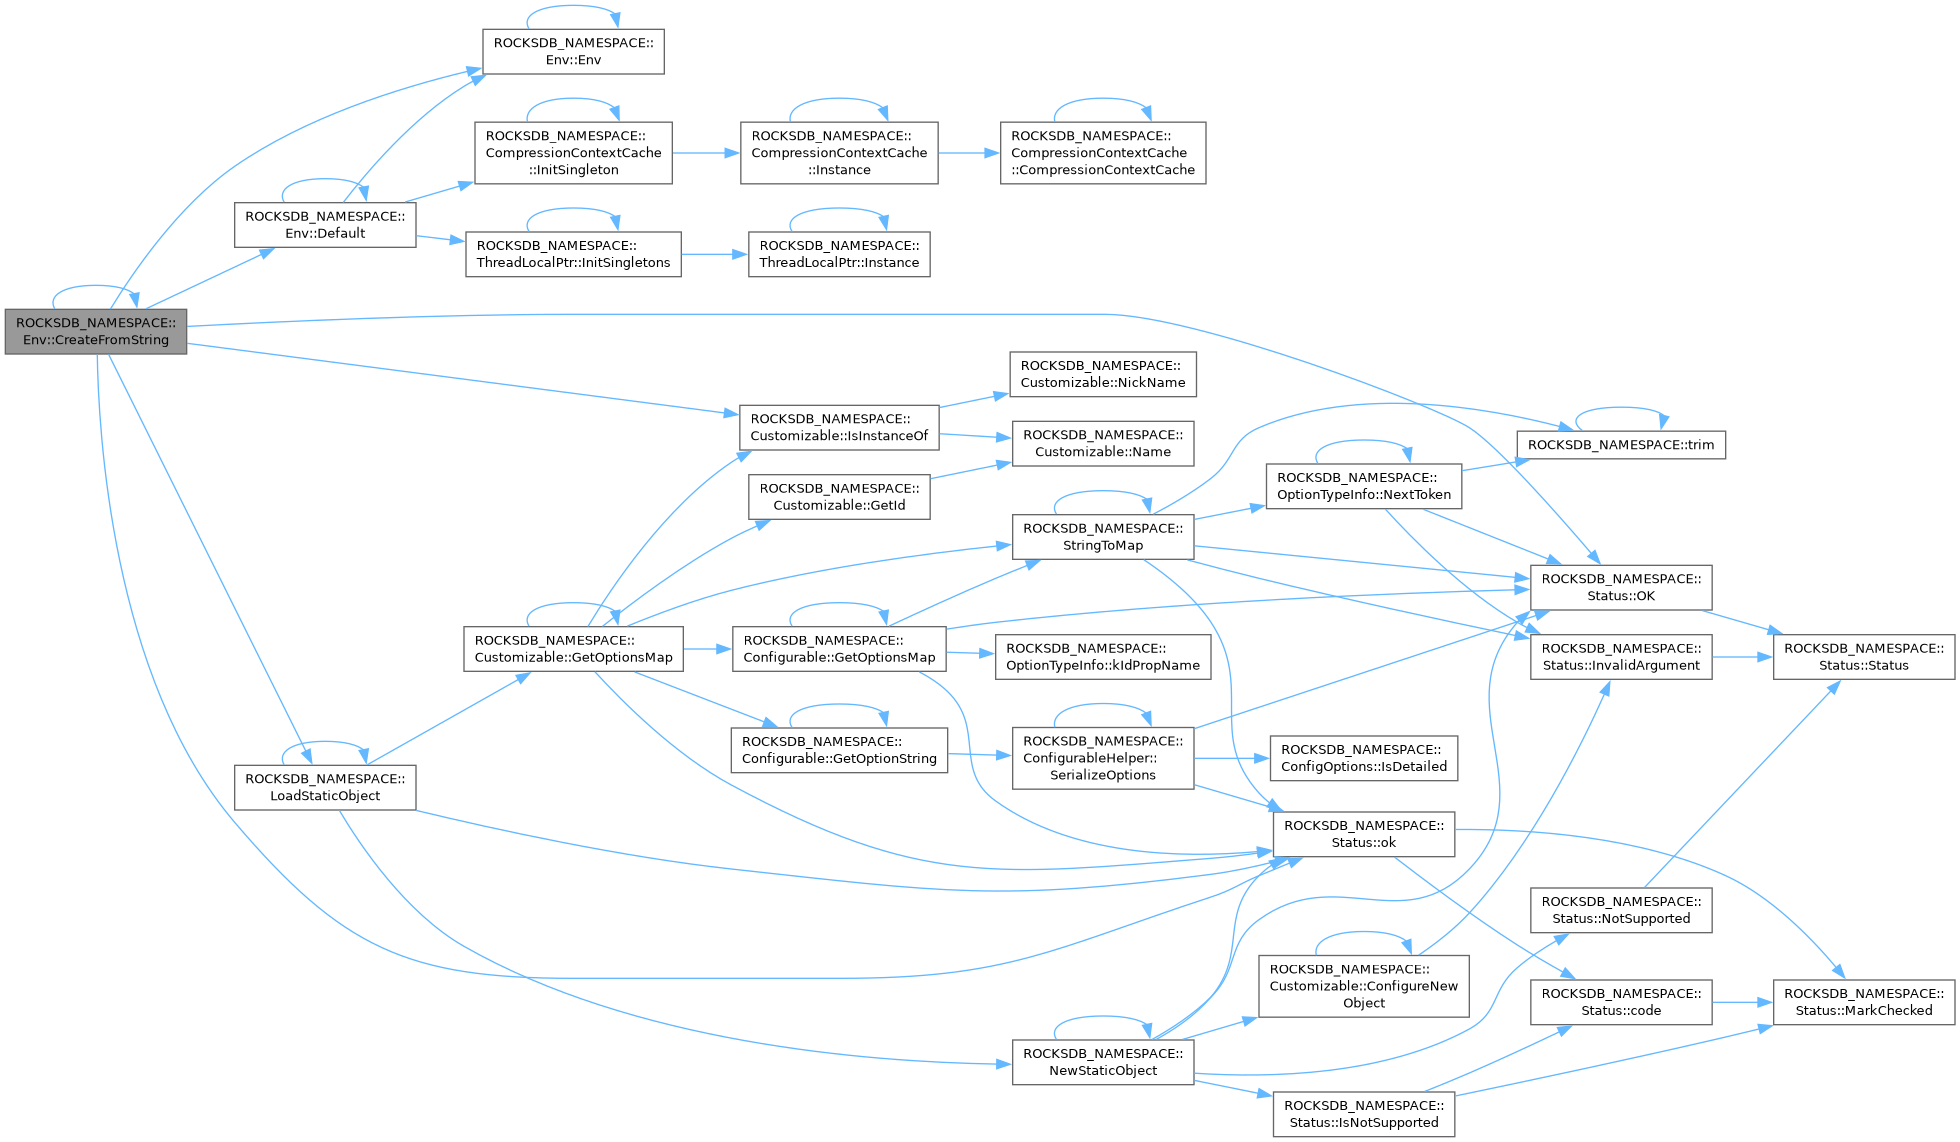 ROCKSDB_NAMESPACE::
Env::Env
ROCKSDB_NAMESPACE::
CompressionContextCache
::InitSingleton
ROCKSDB_NAMESPACE::
CompressionContextCache
::Instance
ROCKSDB_NAMESPACE::
CompressionContextCache
::CompressionContextCache
ROCKSDB_NAMESPACE::
Env::Default
ROCKSDB_NAMESPACE::
ThreadLocalPtr::InitSingletons
ROCKSDB_NAMESPACE::
ThreadLocalPtr::Instance
ROCKSDB_NAMESPACE::
Env::CreateFromString
ROCKSDB_NAMESPACE::
Customizable::NickName
ROCKSDB_NAMESPACE::
Customizable::IsInstanceOf
ROCKSDB_NAMESPACE::
Customizable::Name
ROCKSDB_NAMESPACE::trim
ROCKSDB_NAMESPACE::
Customizable::GetId
ROCKSDB_NAMESPACE::
OptionTypeInfo::NextToken
ROCKSDB_NAMESPACE::
StringToMap
ROCKSDB_NAMESPACE::
Status::OK
ROCKSDB_NAMESPACE::
Customizable::GetOptionsMap
ROCKSDB_NAMESPACE::
Configurable::GetOptionsMap
ROCKSDB_NAMESPACE::
OptionTypeInfo::kIdPropName
ROCKSDB_NAMESPACE::
Status::InvalidArgument
ROCKSDB_NAMESPACE::
Status::Status
ROCKSDB_NAMESPACE::
Configurable::GetOptionString
ROCKSDB_NAMESPACE::
ConfigurableHelper::
SerializeOptions
ROCKSDB_NAMESPACE::
ConfigOptions::IsDetailed
ROCKSDB_NAMESPACE::
LoadStaticObject
ROCKSDB_NAMESPACE::
Status::ok
ROCKSDB_NAMESPACE::
Status::NotSupported
ROCKSDB_NAMESPACE::
Customizable::ConfigureNew
Object
ROCKSDB_NAMESPACE::
Status::code
ROCKSDB_NAMESPACE::
Status::MarkChecked
ROCKSDB_NAMESPACE::
NewStaticObject
ROCKSDB_NAMESPACE::
Status::IsNotSupported